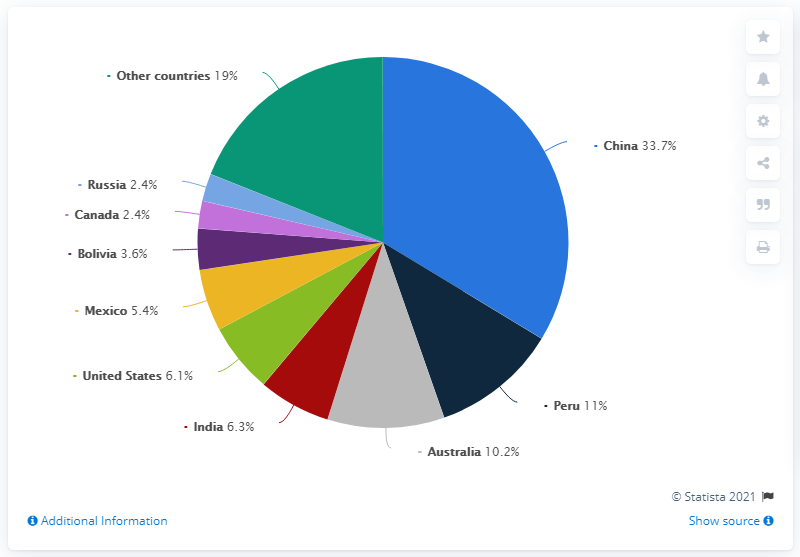 Other countries 19%
China 33.7%
Russia 2.4%
Canada 2.4%
Bolivia 3.6%
Mexico 5.4%
United States 6.1%
Peru 11%
India 6.3%
Australia 10.2%
© Statista 2021
Additional Information
Show source